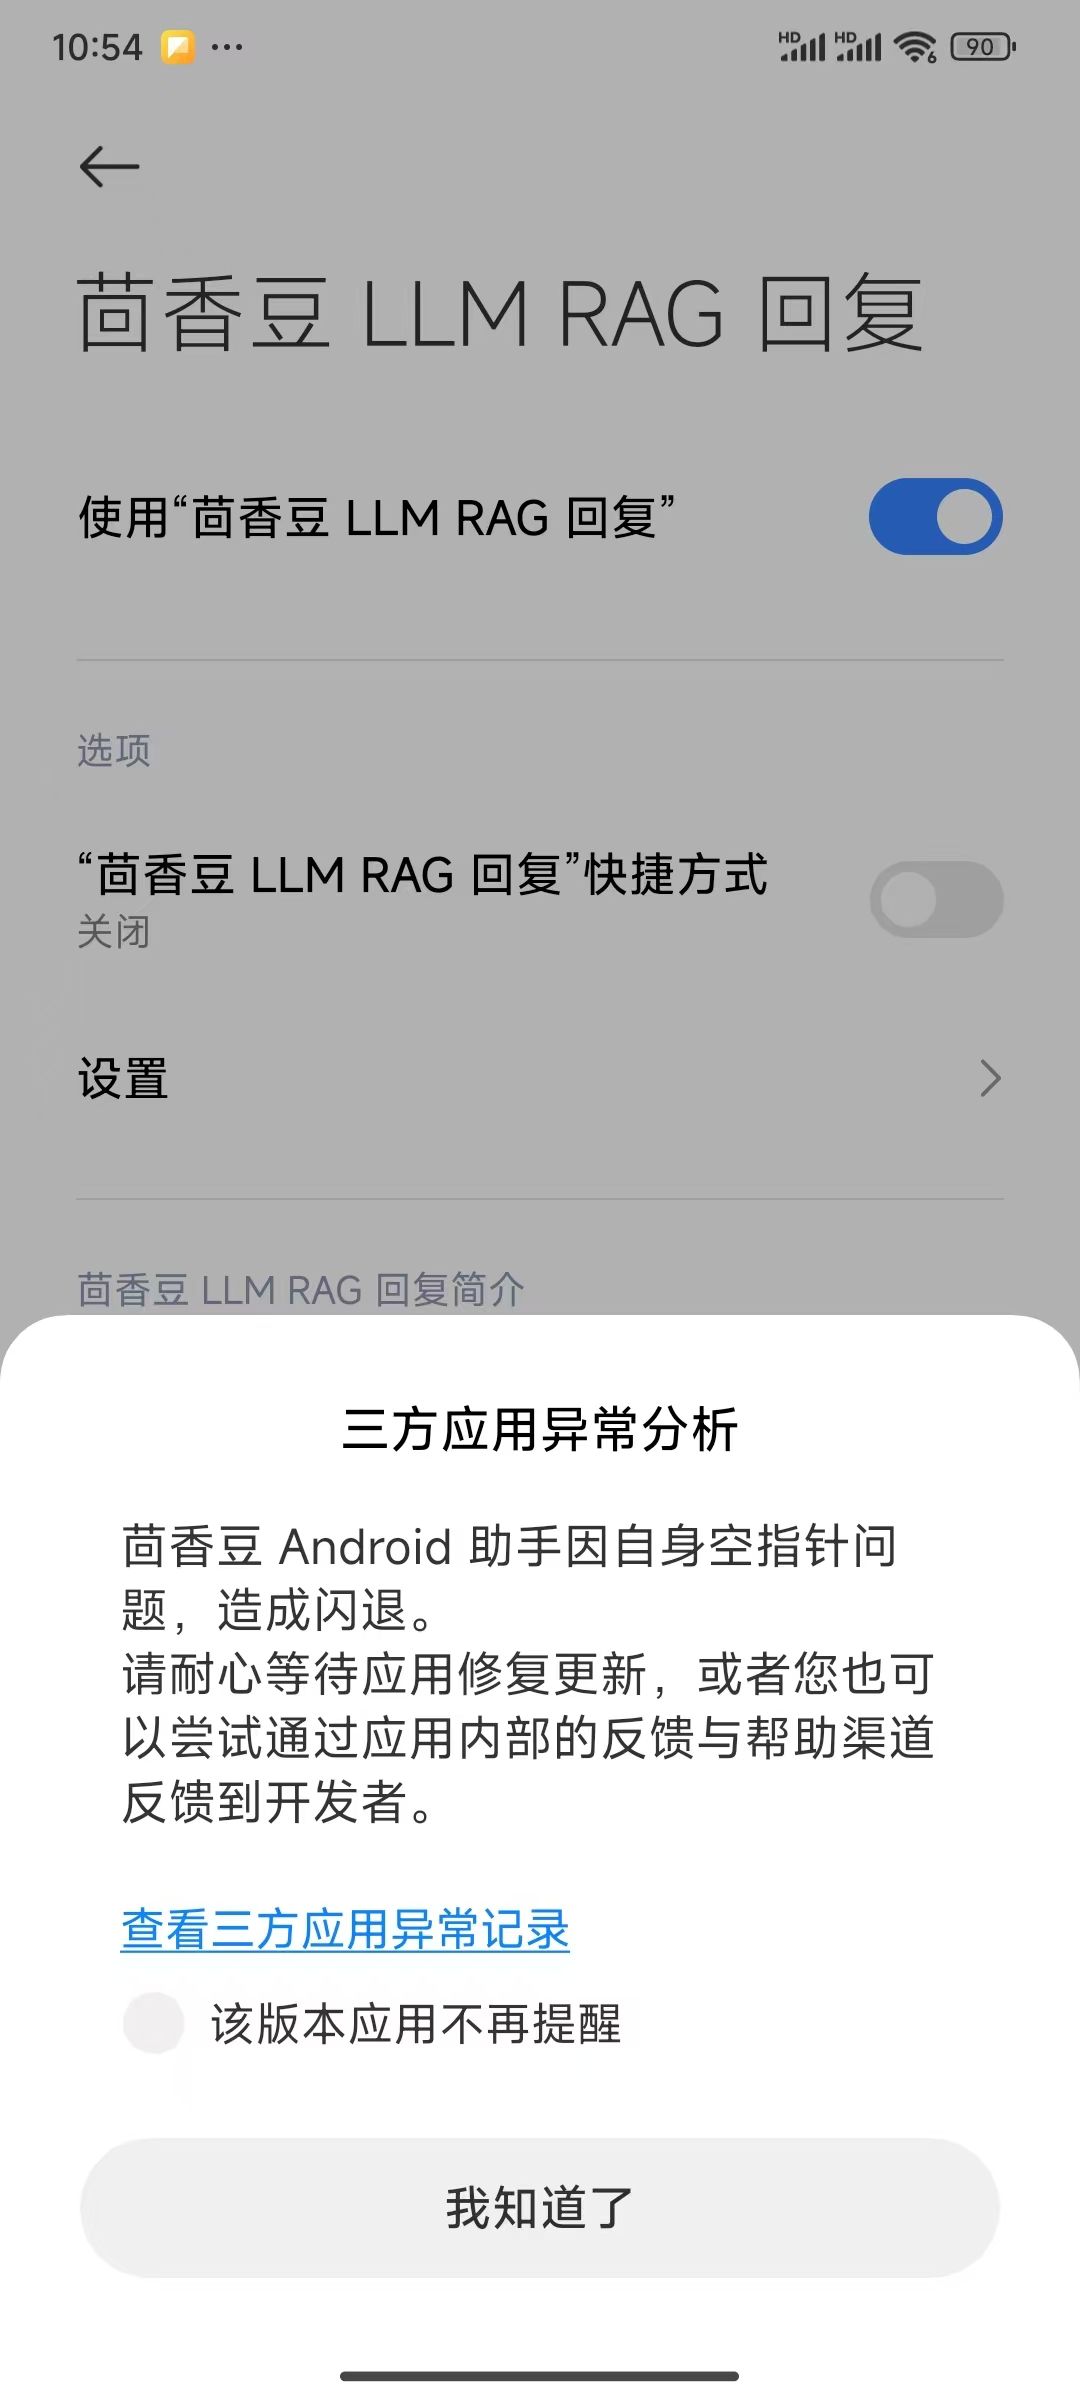 10:54
HD HD 6 90
茴香豆 LLM RAG 回复
使用“茴香豆 LLM RAG 回复”
选项
“茴香豆 LLM RAG 回复”快捷方式
关闭
设置
茴香豆 LLM RAG 回复简介
三方应用异常分析
茴香豆 Android 助手因自身空指针问
题，造成闪退。
请耐心等待应用修复更新，或者您也可
以尝试通过应用内部的反馈与帮助渠道
反馈到开发者。
查看三方应用异常记录
该版本应用不再提醒
我知道了